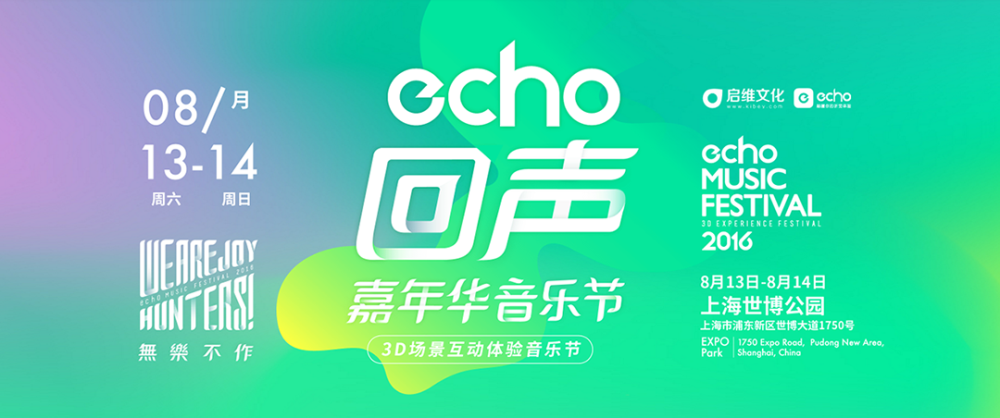 08/月
13-14
周六 周日
WE ARE JOY
echo MUSIC FESTIVAL 2016
HUNTERS!
無樂不作
echo
回声
嘉年华音乐节
3D场景互动体验音乐节
启维文化
echo
echo
MUSIC
FESTIVAL
3D EXPERIENCE FESTIVAL
2016
8月13日-8月14日
上海世博公园
上海市浦东新区世博大道1750号
EXPO Park
1750 Expo Road, Pudong New Area,
Shanghai, China